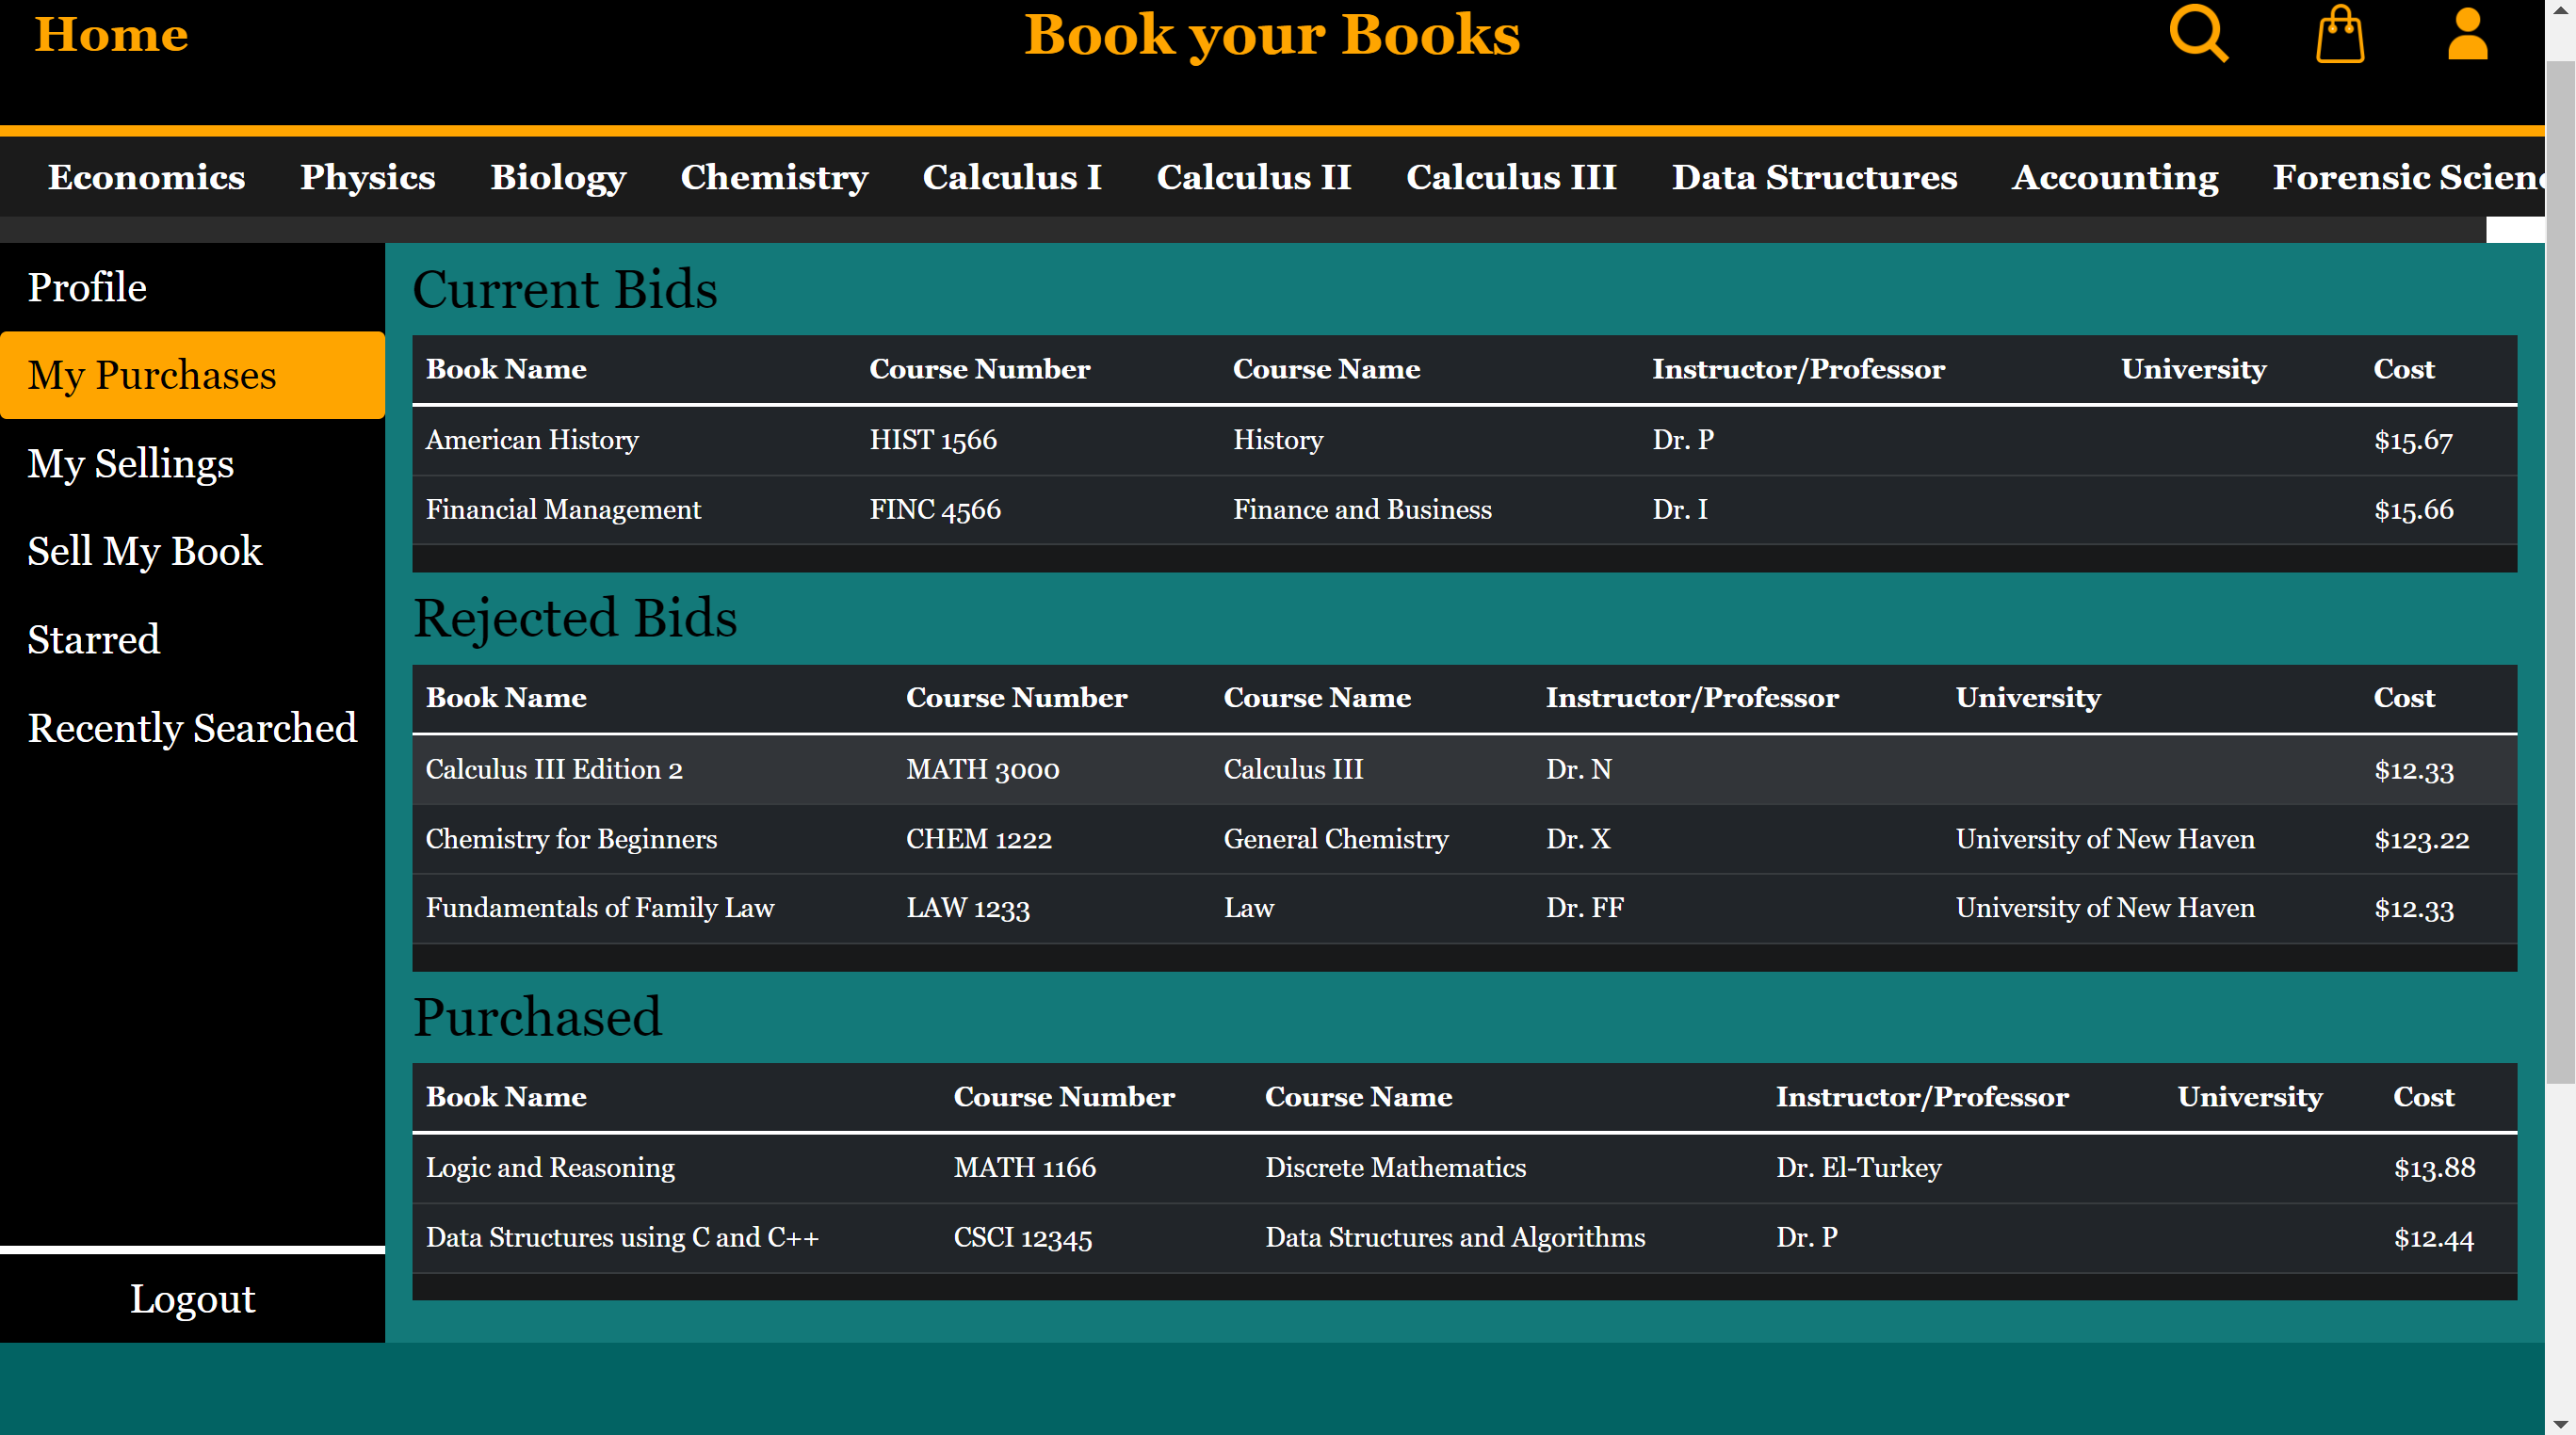 Home Book your Books
Economics Physics Biology Chemistry Calculus I Calculus II Calculus III Data Structures Accounting Forensic Scienc
Profile
My Purchases
My Sellings
Sell My Book
Starred
Recently Searched
Logout
Current Bids
Book Name Course Number Course Name Instructor/Professor University Cost
American History HIST 1566 History Dr. P $15.67
Financial Management FINC 4566 Finance and Business Dr. I $15.66
Rejected Bids
Book Name Course Number Course Name Instructor/Professor University Cost
Calculus III Edition 2 MATH 3000 Calculus III Dr. N $12.33
Chemistry for Beginners CHEM 1222 General Chemistry Dr. X University of New Haven $123.22
Fundamentals of Family Law LAW 1233 Law Dr. FF University of New Haven $12.33
Purchased
Book Name Course Number Course Name Instructor/Professor University Cost
Logic and Reasoning MATH 1166 Discrete Mathematics Dr. El-Turkey $13.88
Data Structures using C and C++ CSCI 12345 Data Structures and Algorithms Dr. P $12.44